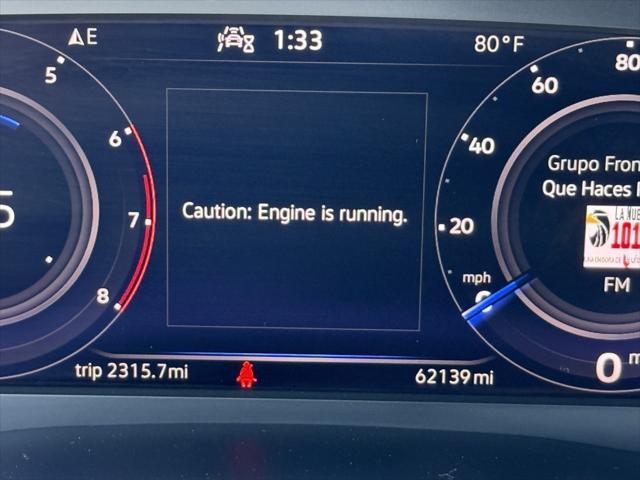 E
1:33
80°F
5
6
7
8
Caution: Engine is running.
80
60
40
20
mph
Grupo Fron
Que Haces
LA NUE
101
FM
0
trip 2315.7mi
62139mi